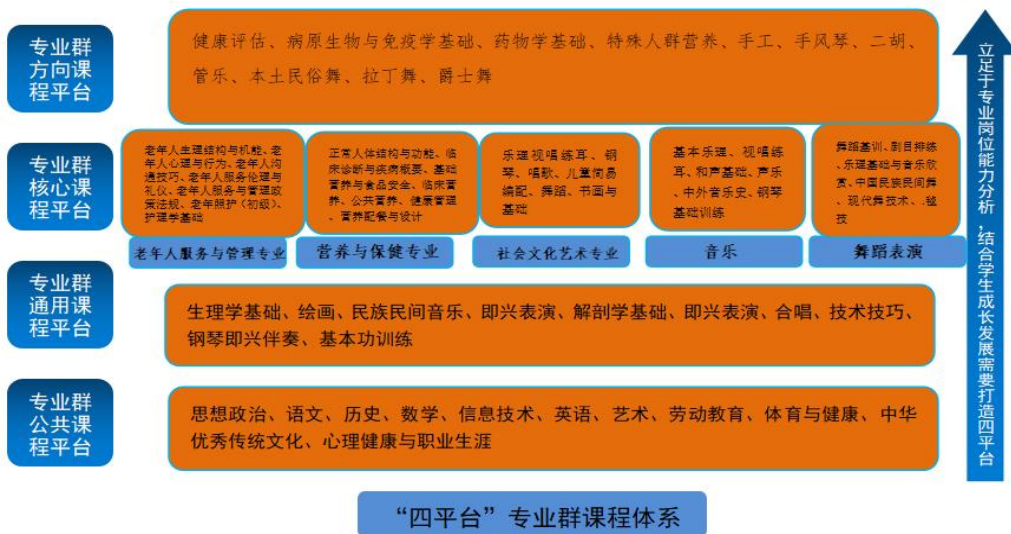 专业群
方向课
程平台
健康评估、病原生物与免疫学基础、药物学基础、特殊人群营养、手工、手风琴、二胡、
管乐、本土民俗舞、拉丁舞、爵士舞
专业群
核心课
程平台
老年人生理结构与机能、老
年人心理与行为、老年人沟
通技巧、老年人服务伦理与
礼仪、老年人服务与管理政
策法规、老年照护（初级）、
护理学基础
正常人体结构与功能、临
床诊断与疾病概要、基础
营养与食品安全、临床营
养、公共营养、健康管理、
营养配餐与设计
乐理视唱练耳、钢
琴、唱歌、儿童简易
编配、舞蹈、书画与
基础
基本乐理、视唱练
耳、和声基础、声乐
、中外音乐史、钢琴
基础训练
舞蹈基训、剧目排练
、乐理基础与音乐欣
赏、中国民族民间舞
、现代舞技术、毯
技
老年人服务与管理专业
营养与保健专业
社会文化艺术专业
音乐
舞蹈表演
专业群
通用课
程平台
生理学基础、绘画、民族民间音乐、即兴表演、解剖学基础、即兴表演、合唱、技术技巧、
钢琴即兴伴奏、基本功训练
专业群
公共课
程平台
思想政治、语文、历史、数学、信息技术、英语、艺术、劳动教育、体育与健康、中华
优秀传统文化、心理健康与职业生涯
立足于专业岗位能力分析，结合学生成长发展需要打造四平台
“四平台”专业群课程体系